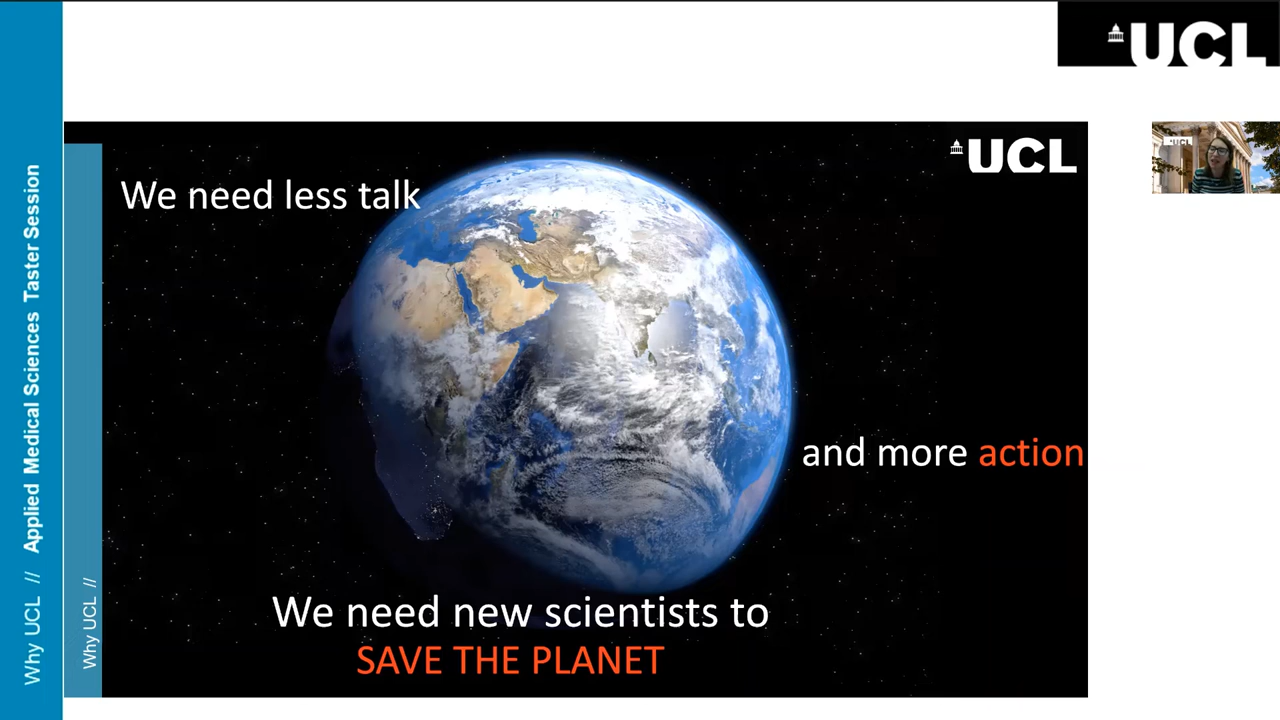 UCL
Why UCL // Applied Medical Sciences Taster Session
Why UCL //
UCL
We need less talk
and more action
We need new scientists to
SAVE THE PLANET
UCL